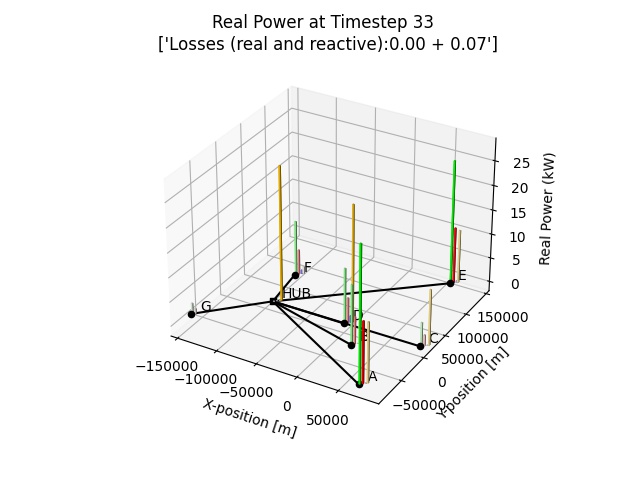 Real Power at Timestep 33
['Losses (real and reactive):0.00 + 0.07']
Real Power (kW)
25
20
15
10
5
0
F
E
HUB
G
D
B
C
A
150000
100000
50000
0
−50000
Y-position [m]
−150000
−100000
−50000
0
50000
X-position [m]